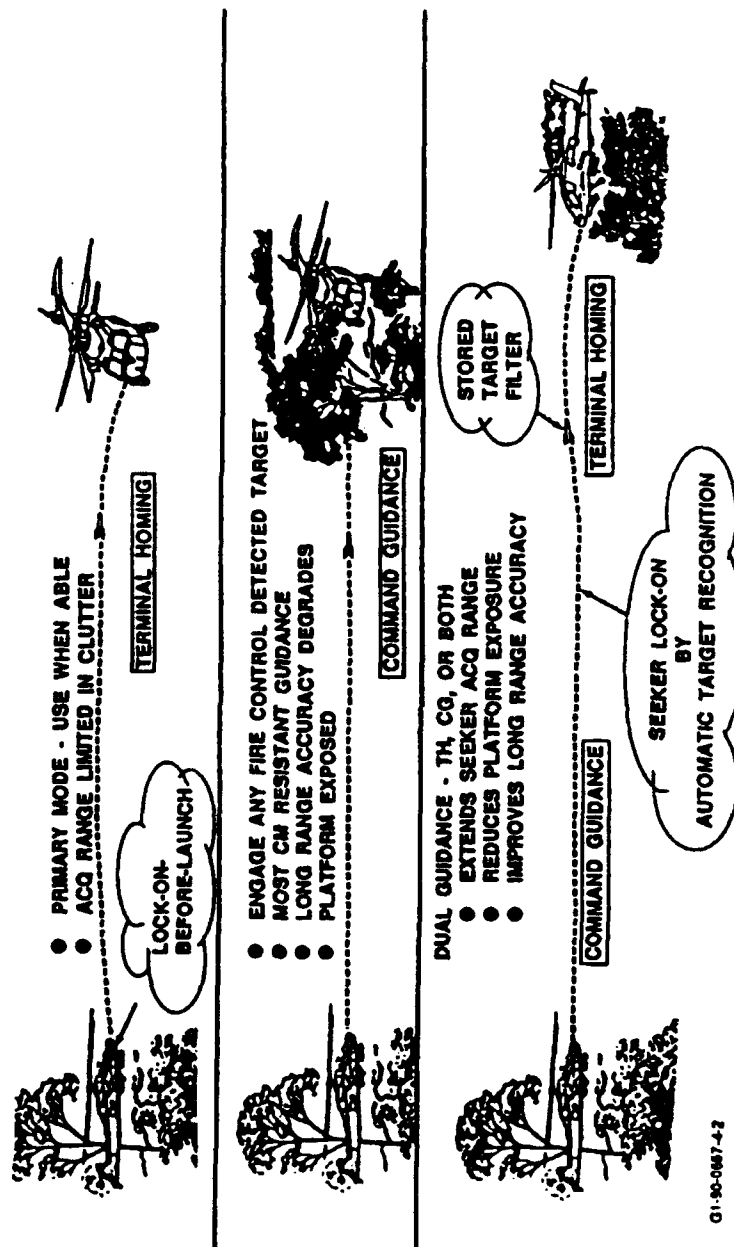 ● PRIMARY MODE - USE WHEN ABLE
● ACQ RANGE LIMITED IN CLUTTER
LOCK-ON-
BEFORE-LAUNCH
TERMINAL HOMING
● ENGAGE ANY FIRE CONTROL DETECTED TARGET
● MOST CM RESISTANT GUIDANCE
● LONG RANGE ACCURACY DEGRADES
● PLATFORM EXPOSED
COMMAND GUIDANCE
DUAL GUIDANCE - TH, CG, OR BOTH
● EXTENDS SEEKER ACQ RANGE
● REDUCES PLATFORM EXPOSURE
● IMPROVES LONG RANGE ACCURACY
STORED
TARGET
FILTER
COMMAND GUIDANCE
TERMINAL HOMING
SEEKER LOCK-ON
BY
AUTOMATIC TARGET RECOGNITION
G1-90-0657-4-2